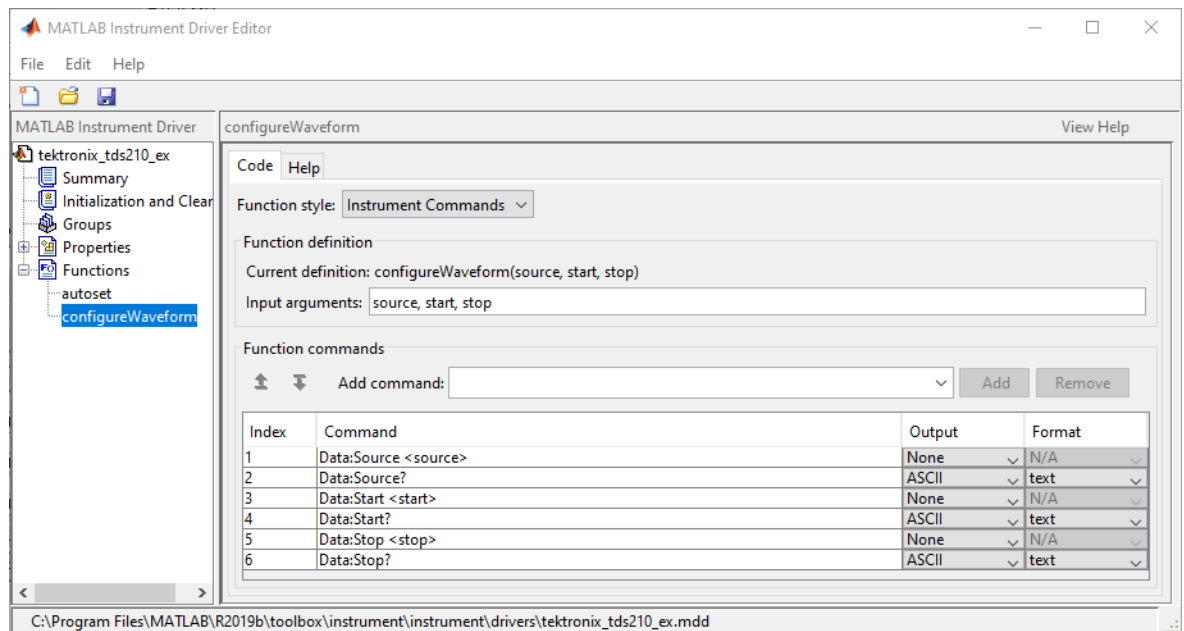 MATLAB Instrument Driver Editor
File Edit Help
MATLAB Instrument Driver
configureWaveform View Help
tektronix_tds210_ex
Summary
Initialization and Clear
Groups
Properties
Functions
autoset
configureWaveform
Code Help
Function style: Instrument Commands
Function definition
Current definition: configureWaveform(source, start, stop)
Input arguments: source, start, stop
Function commands
Add command: Add Remove
Index Command Output Format
1 Data:Source <source> None N/A
2 Data:Source? ASCII text
3 Data:Start <start> None N/A
4 Data:Start? ASCII text
5 Data:Stop <stop> None N/A
6 Data:Stop? ASCII text
C:\Program Files\MATLAB\R2019b\toolbox\instrument\instrument\drivers\tektronix_tds210_ex.mdd